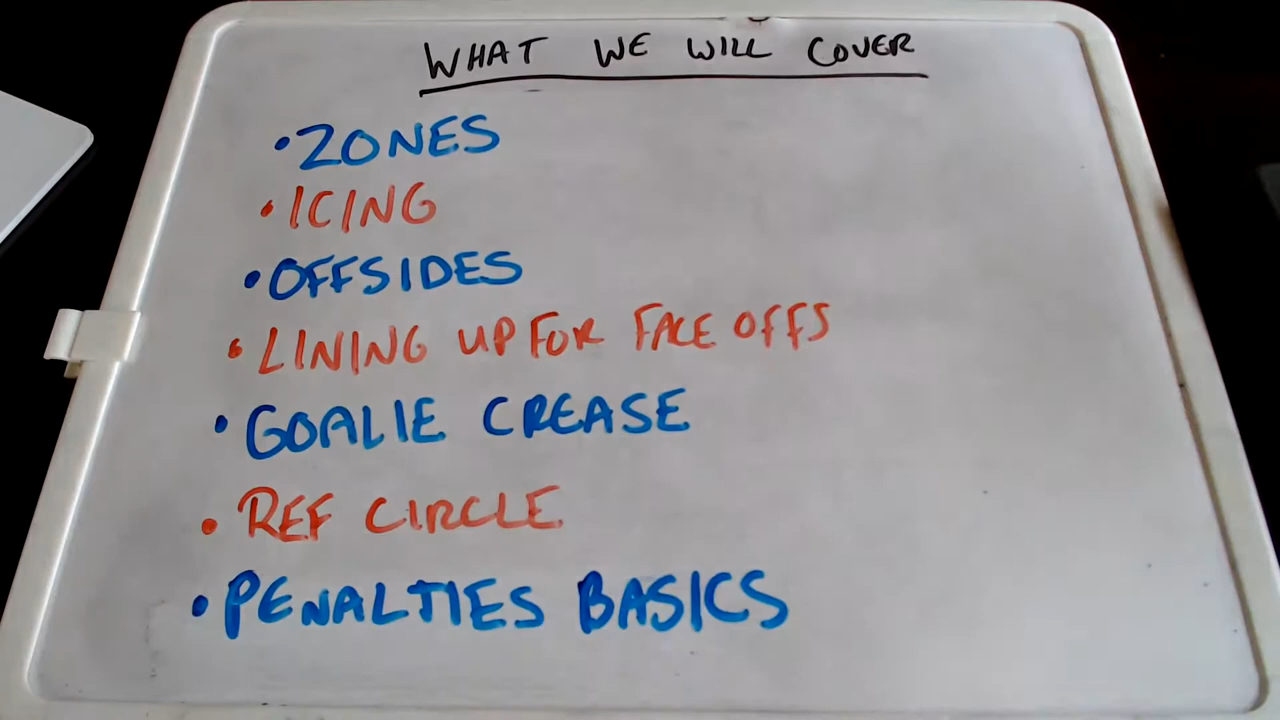 WHAT WE WILL COVER
• ZONES
• ICING
• OFFSIDES
• LINING UP FOR FACE OFFS
• GOALIE CREASE
• REF CIRCLE
• PENALTIES BASICS